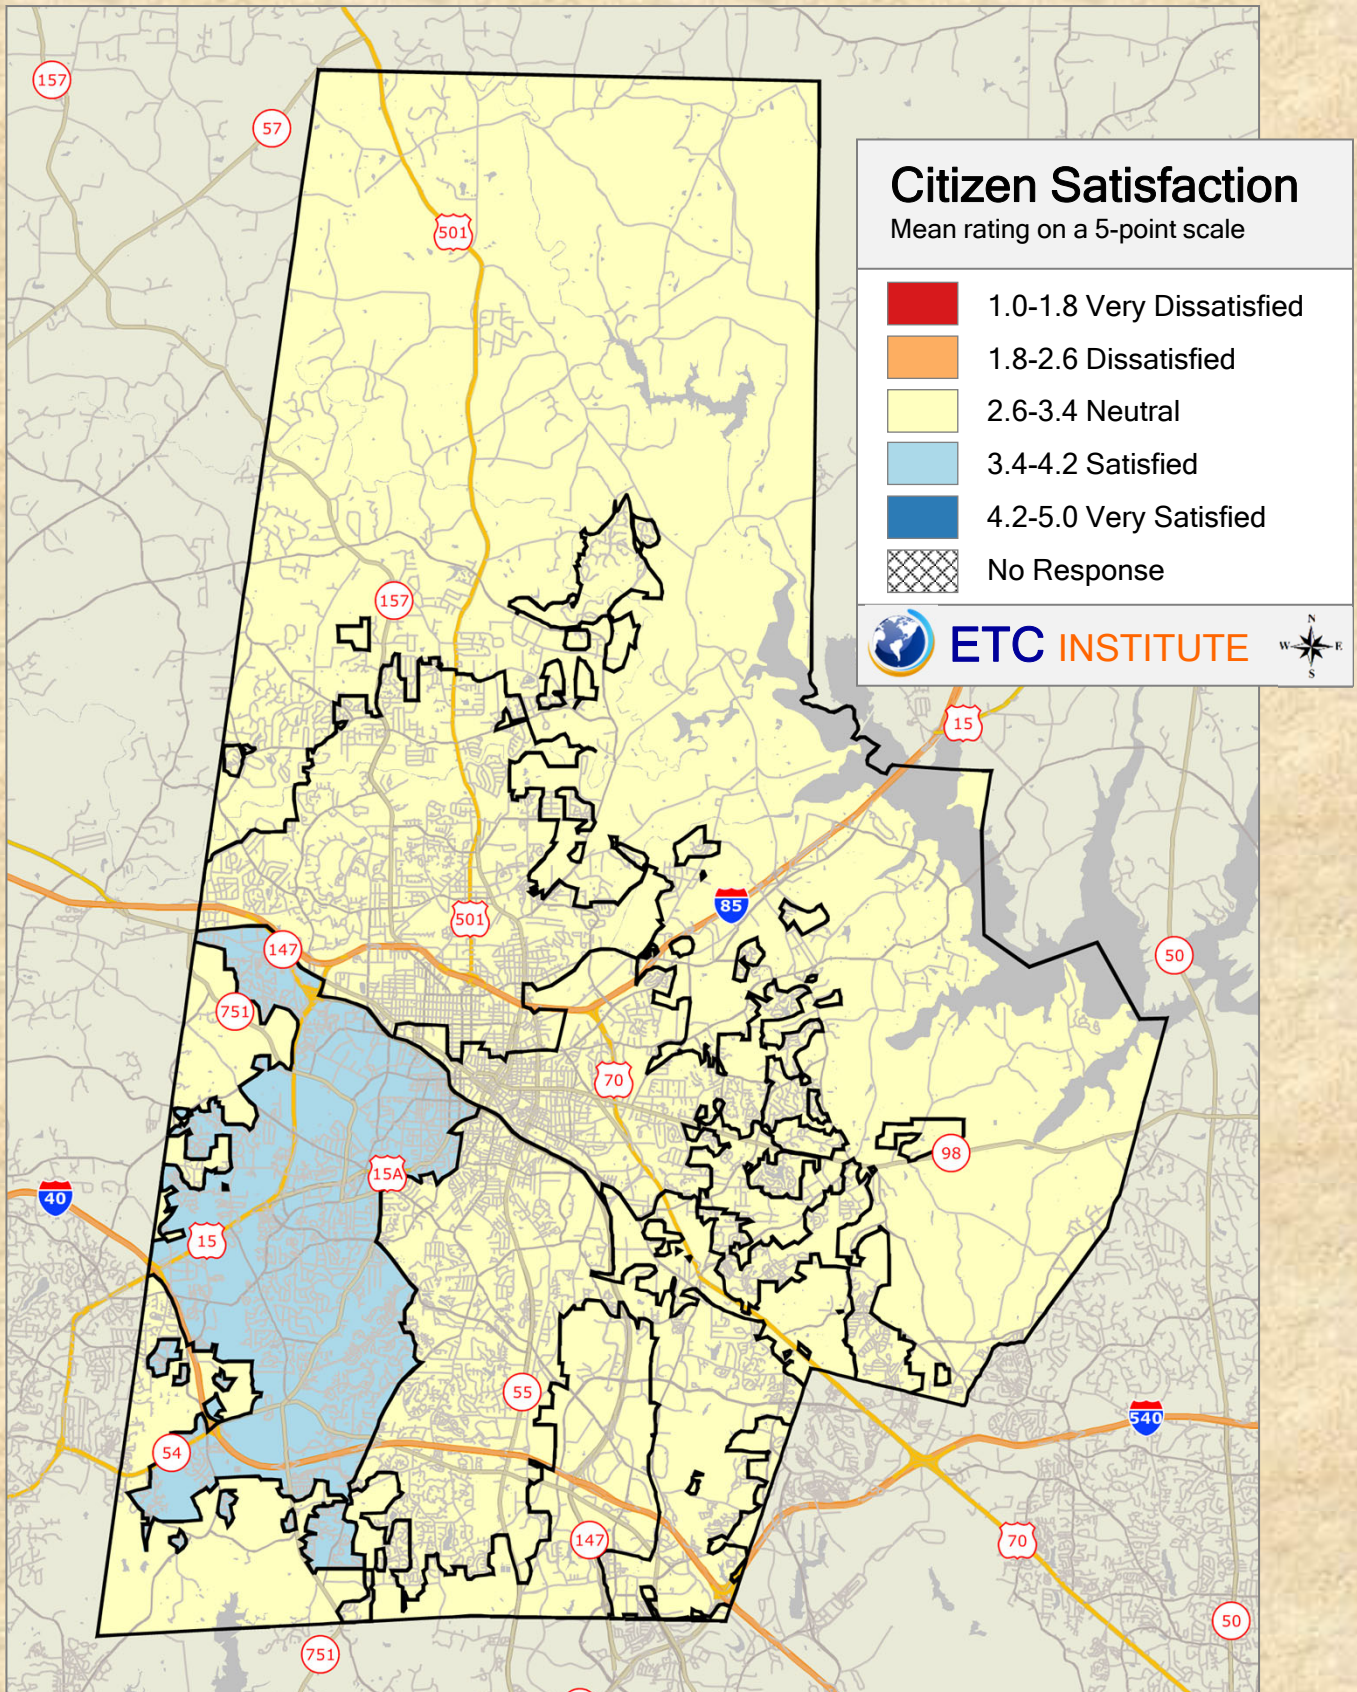 157
57
501
Citizen Satisfaction
Mean rating on a 5-point scale
1.0-1.8 Very Dissatisfied
1.8-2.6 Dissatisfied
2.6-3.4 Neutral
3.4-4.2 Satisfied
4.2-5.0 Very Satisfied
No Response
ETC INSTITUTE
N
W
E
S
157
15
85
501
147
50
751
70
98
15A
40
15
55
540
54
147
70
50
751